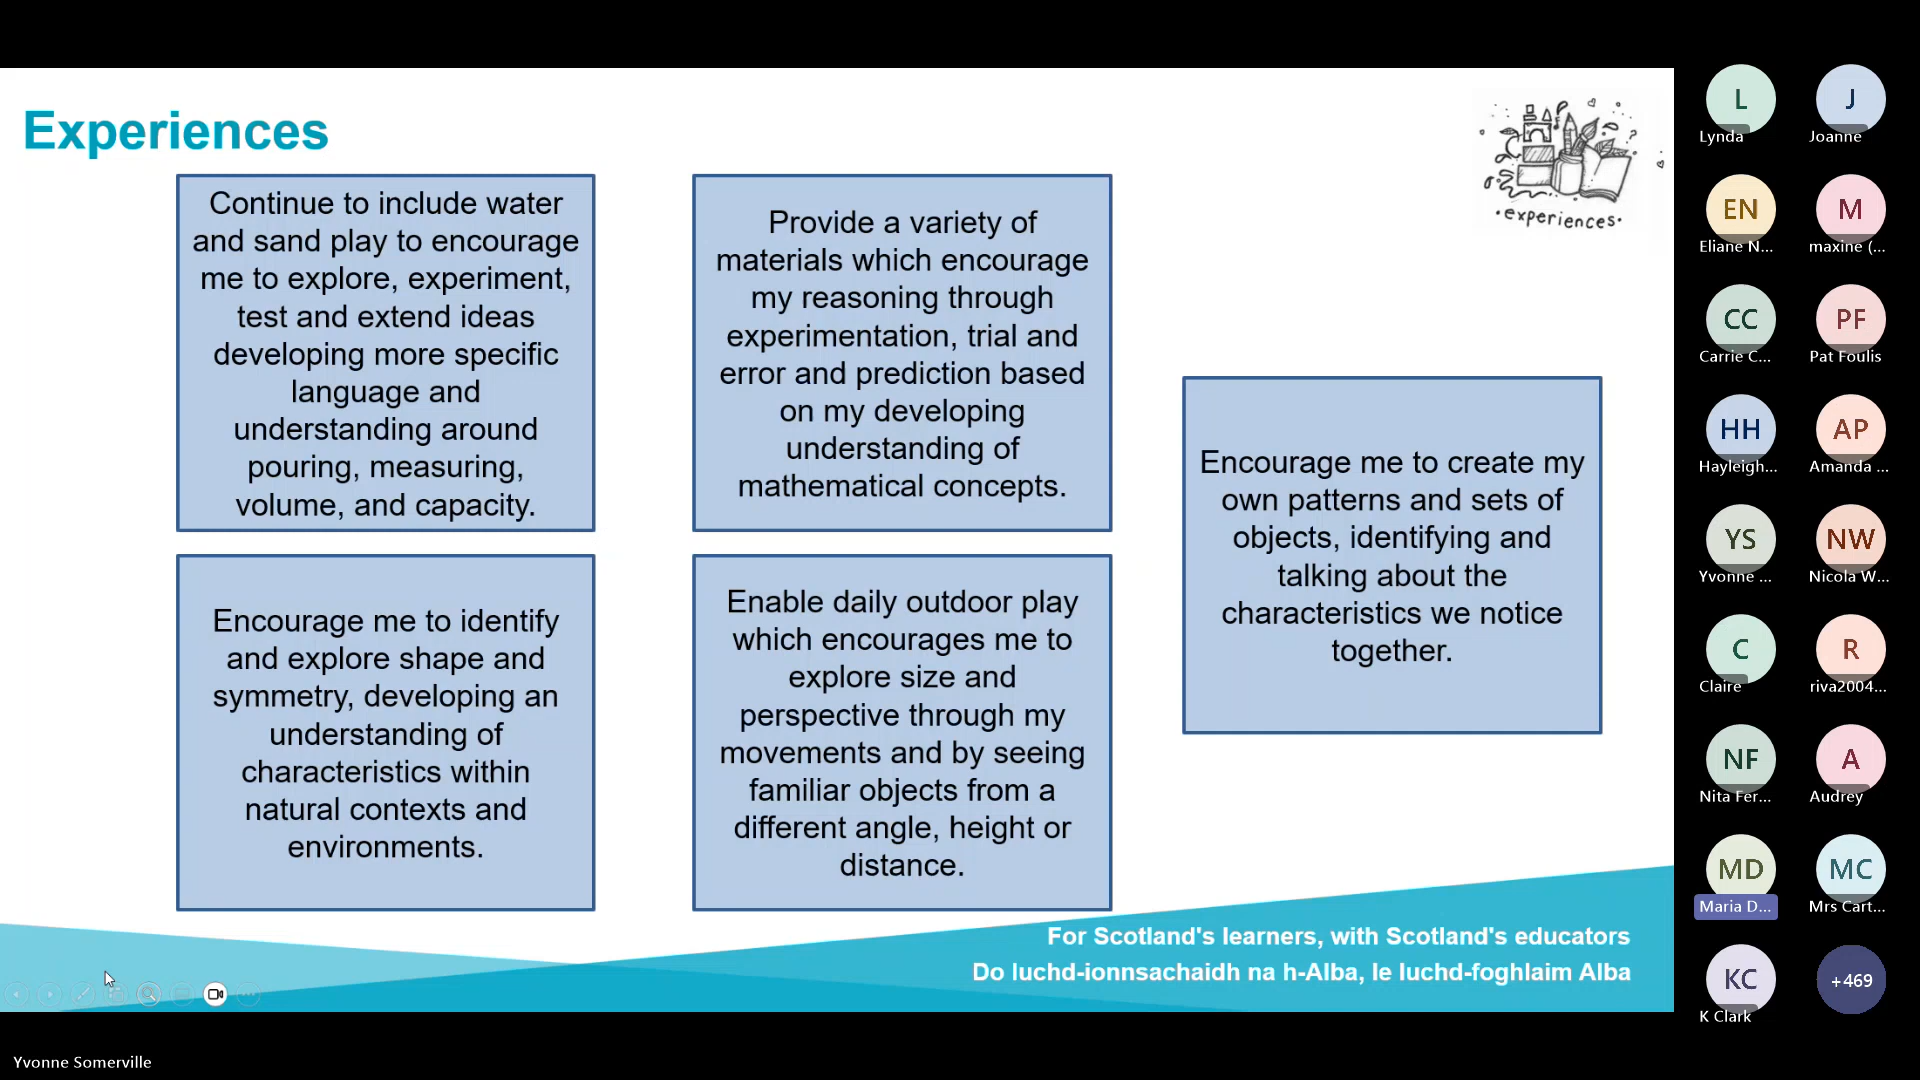 Experiences
Continue to include water
and sand play to encourage
me to explore, experiment,
test and extend ideas
developing more specific
language and
understanding around
pouring, measuring,
volume, and capacity.
Provide a variety of
materials which encourage
my reasoning through
experimentation, trial and
error and prediction based
on my developing
understanding of
mathematical concepts.
Encourage me to identify
and explore shape and
symmetry, developing an
understanding of
characteristics within
natural contexts and
environments.
Enable daily outdoor play
which encourages me to
explore size and
perspective through my
movements and by seeing
familiar objects from a
different angle, height or
distance.
Encourage me to create my
own patterns and sets of
objects, identifying and
talking about the
characteristics we notice
together.
•experiences•
For Scotland's learners, with Scotland's educators
Do luchd-ionnsachaidh na h-Alba, le luchd-foghlaim Alba
L
Lynda
J
Joanne
EN
Eliane N...
M
maxine (...
CC
Carrie C...
PF
Pat Foulis
HH
Hayleigh...
AP
Amanda ...
YS
Yvonne ...
NW
Nicola W...
C
Claire
R
riva2004...
NF
Nita Fer...
A
Audrey
MD
Maria D...
MC
Mrs Cart...
KC
K Clark
+469
Yvonne Somerville